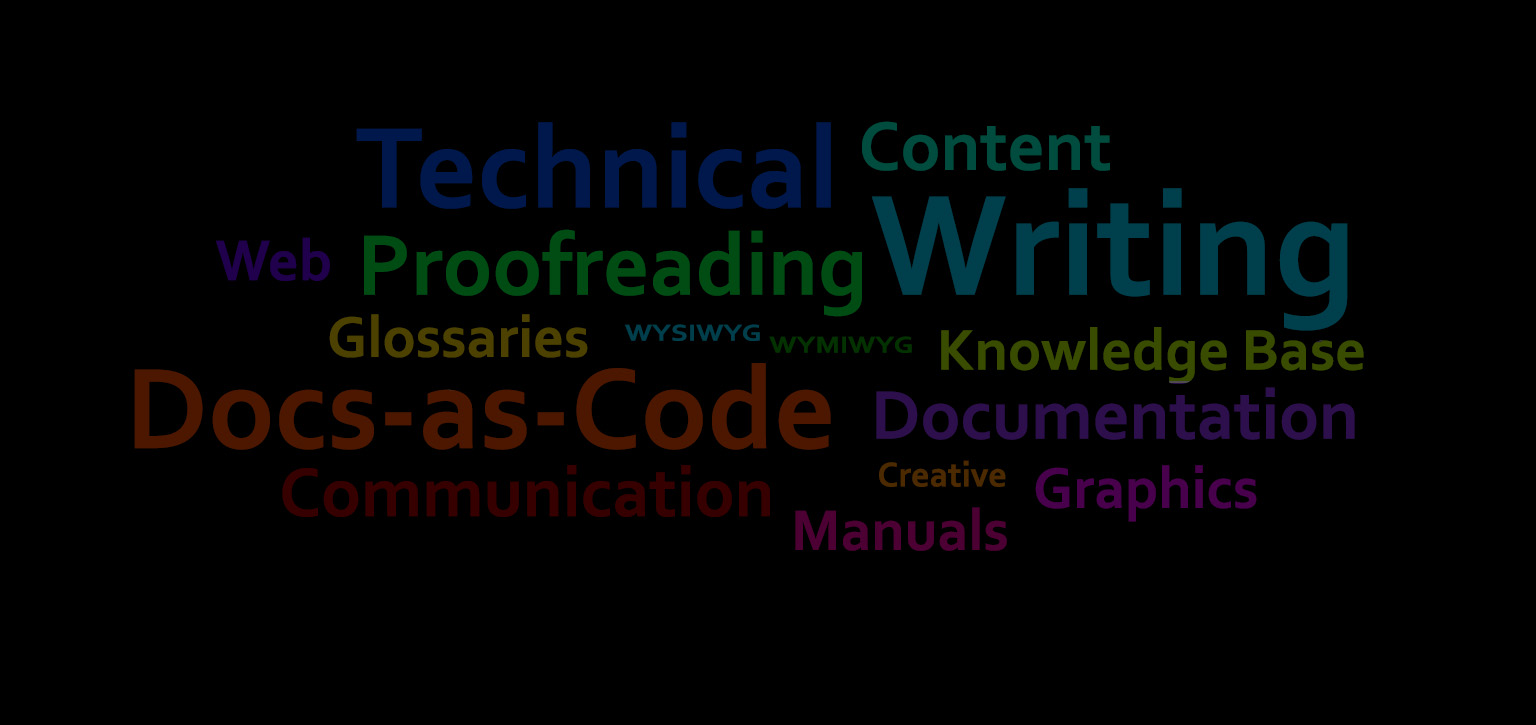 Technical
Content
Writing
Web
Proofreading
Glossaries
WYSIWYG
WYMIWYG
Knowledge Base
Docs-as-Code
Documentation
Communication
Creative
Graphics
Manuals